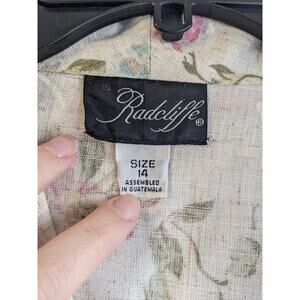 Radcliffe®
SIZE
14
ASSEMBLED
IN GUATEMALA